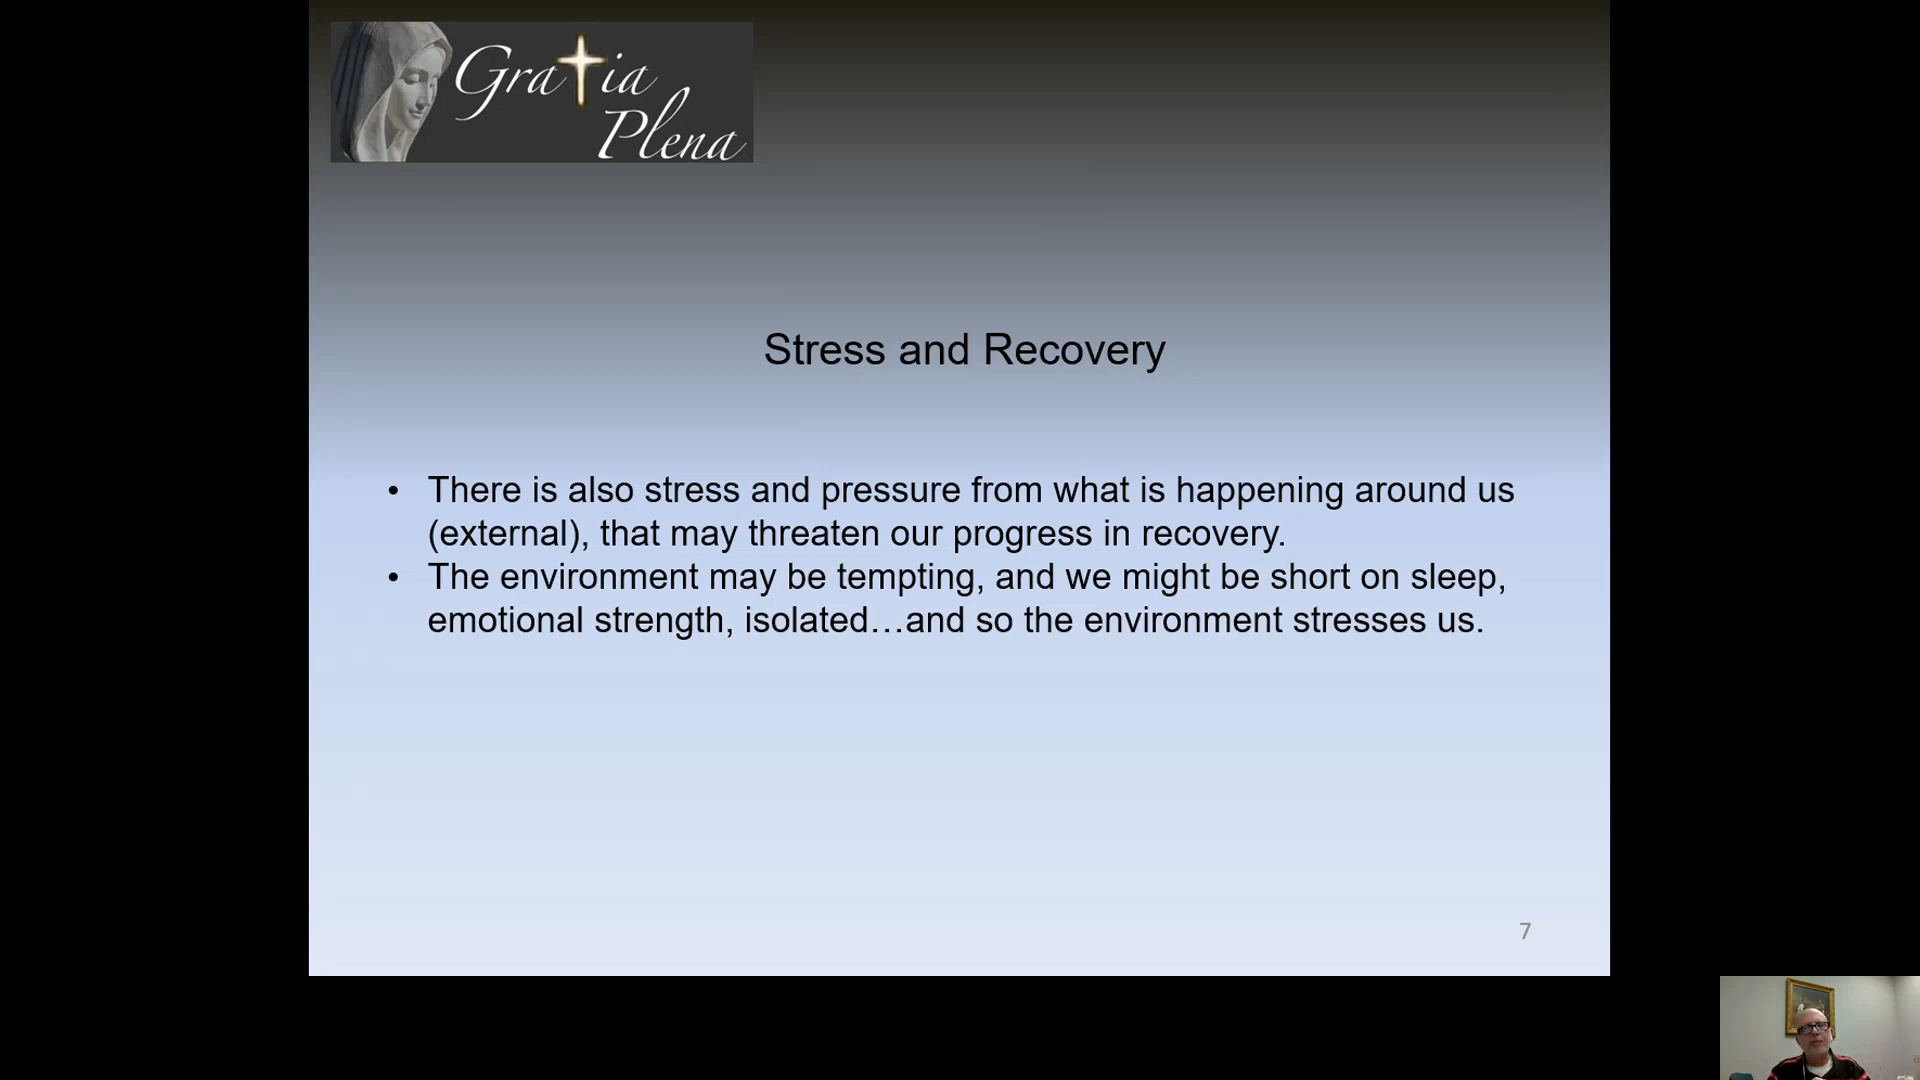 Gratia
Plena
Stress and Recovery
• There is also stress and pressure from what is happening around us
(external), that may threaten our progress in recovery.
• The environment may be tempting, and we might be short on sleep,
emotional strength, isolated…and so the environment stresses us.
7